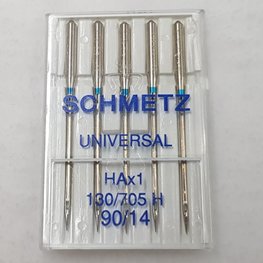 SCHMETZ
UNIVERSAL
HAx1
130/705 H
90/14